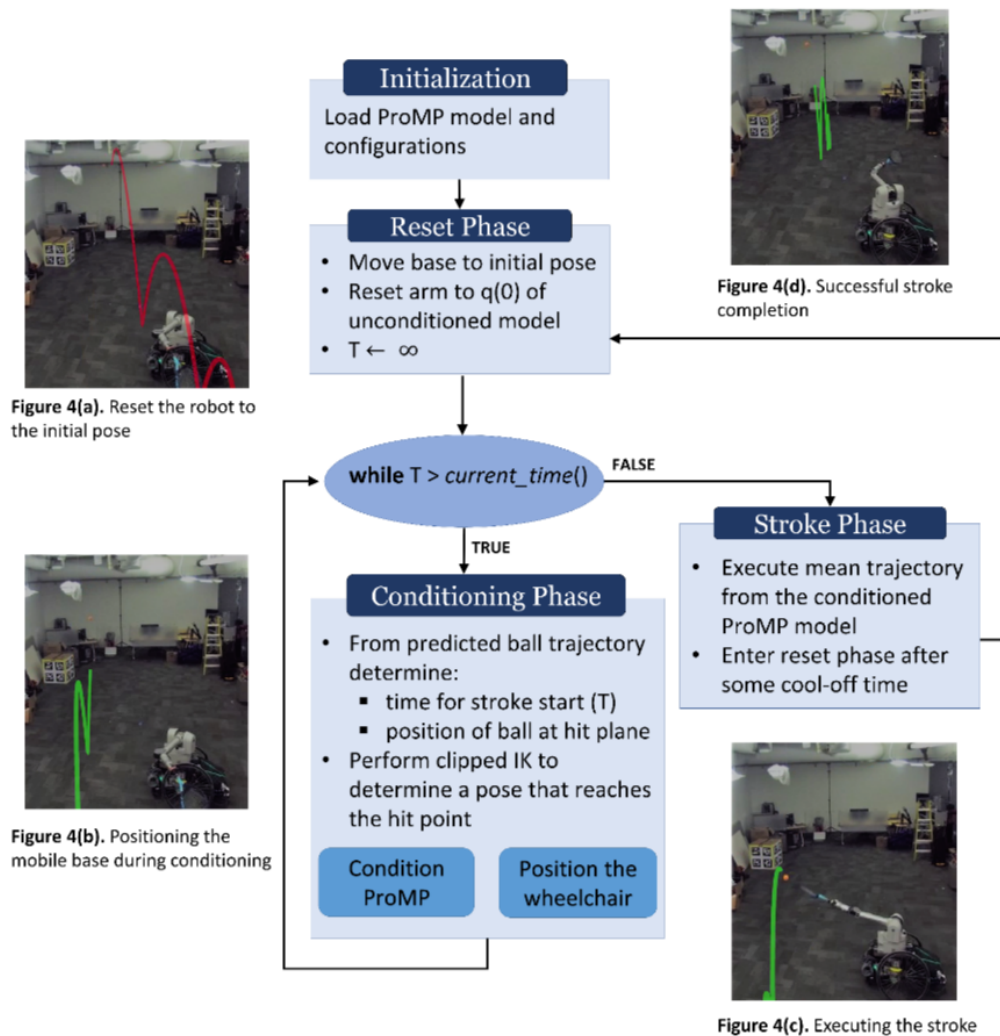 Initialization
Load ProMP model and
configurations
Reset Phase
• Move base to initial pose
• Reset arm to q(0) of
unconditioned model
• T ← ∞
Figure 4(a). Reset the robot to
the initial pose
Figure 4(d). Successful stroke
completion
while T > current_time()
FALSE
TRUE
Stroke Phase
• Execute mean trajectory
from the conditioned
ProMP model
• Enter reset phase after
some cool-off time
Conditioning Phase
• From predicted ball trajectory
determine:
▪ time for stroke start (T)
▪ position of ball at hit plane
• Perform clipped IK to
determine a pose that reaches
the hit point
Condition
ProMP
Position the
wheelchair
Figure 4(b). Positioning the
mobile base during conditioning
Figure 4(c). Executing the stroke